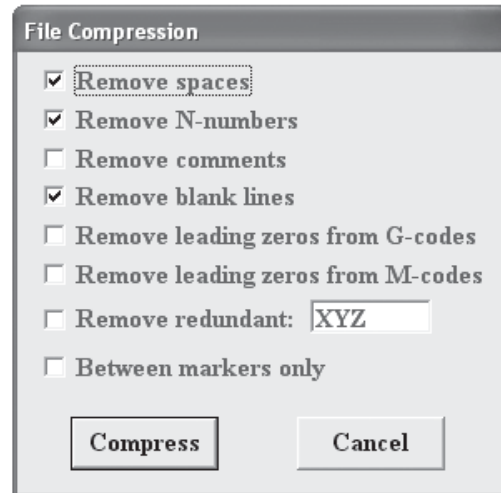 File Compression
Remove spaces
Remove N-numbers
Remove comments
Remove blank lines
Remove leading zeros from G-codes
Remove leading zeros from M-codes
Remove redundant: XYZ
Between markers only
Compress Cancel